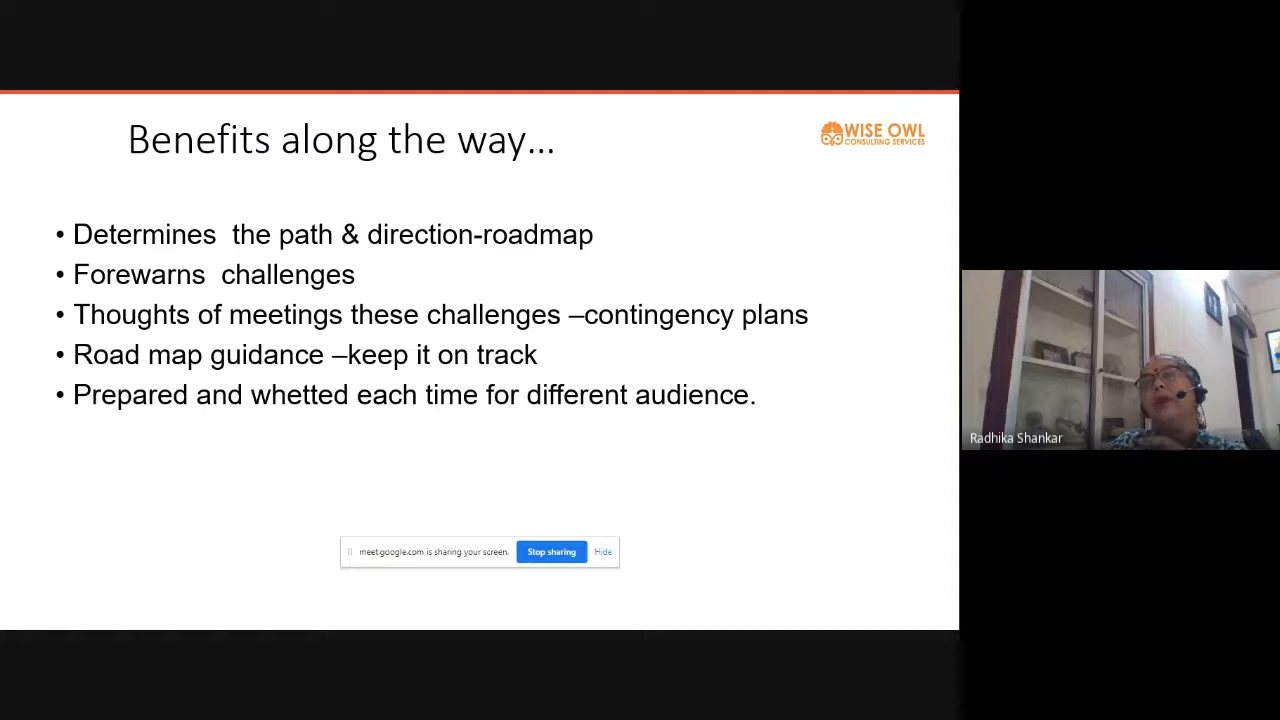 Benefits along the way...
WISE OWL
CONSULTING SERVICES
• Determines  the path & direction-roadmap
• Forewarns  challenges
• Thoughts of meetings these challenges –contingency plans
• Road map guidance –keep it on track
• Prepared and whetted each time for different audience.
meet.google.com is sharing your screen.
Stop sharing
Hide
Radhika Shankar